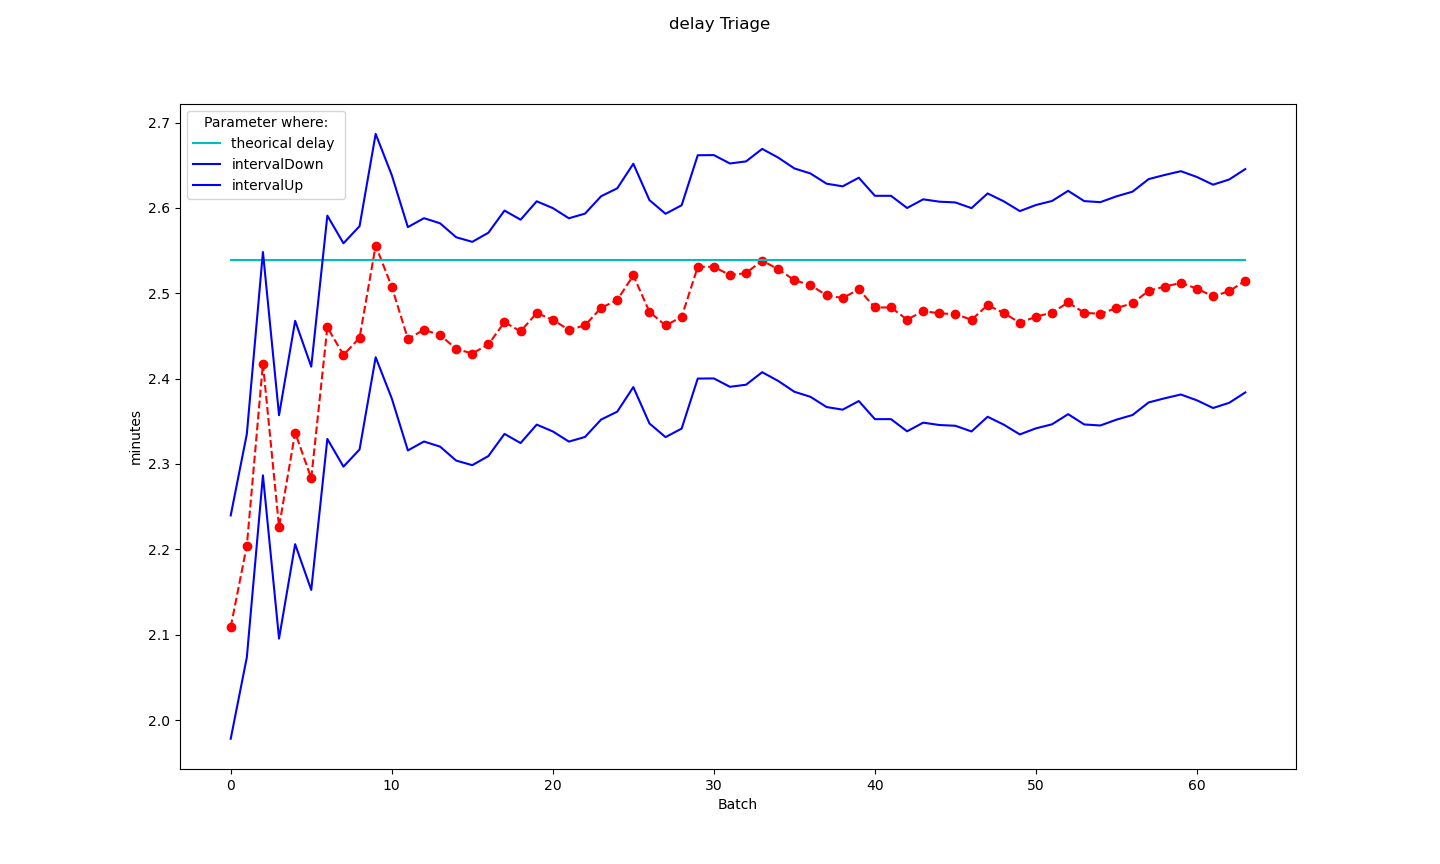 delay Triage
Parameter where:
theorical delay
intervalDown
intervalUp
minutes
2.7
2.6
2.5
2.4
2.3
2.2
2.1
2.0
0 10 20 30 40 50 60
Batch